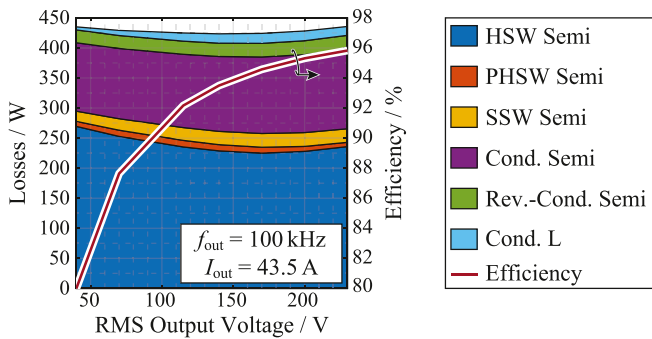 450
400
350
300
250
200
150
100
50
0
Losses / W
98
96
94
92
90
88
86
84
82
80
Efficiency / %
50
100
150
200
RMS Output Voltage / V
f_out = 100 kHz
I_out = 43.5 A
HSW Semi
PHSW Semi
SSW Semi
Cond. Semi
Rev.-Cond. Semi
Cond. L
Efficiency